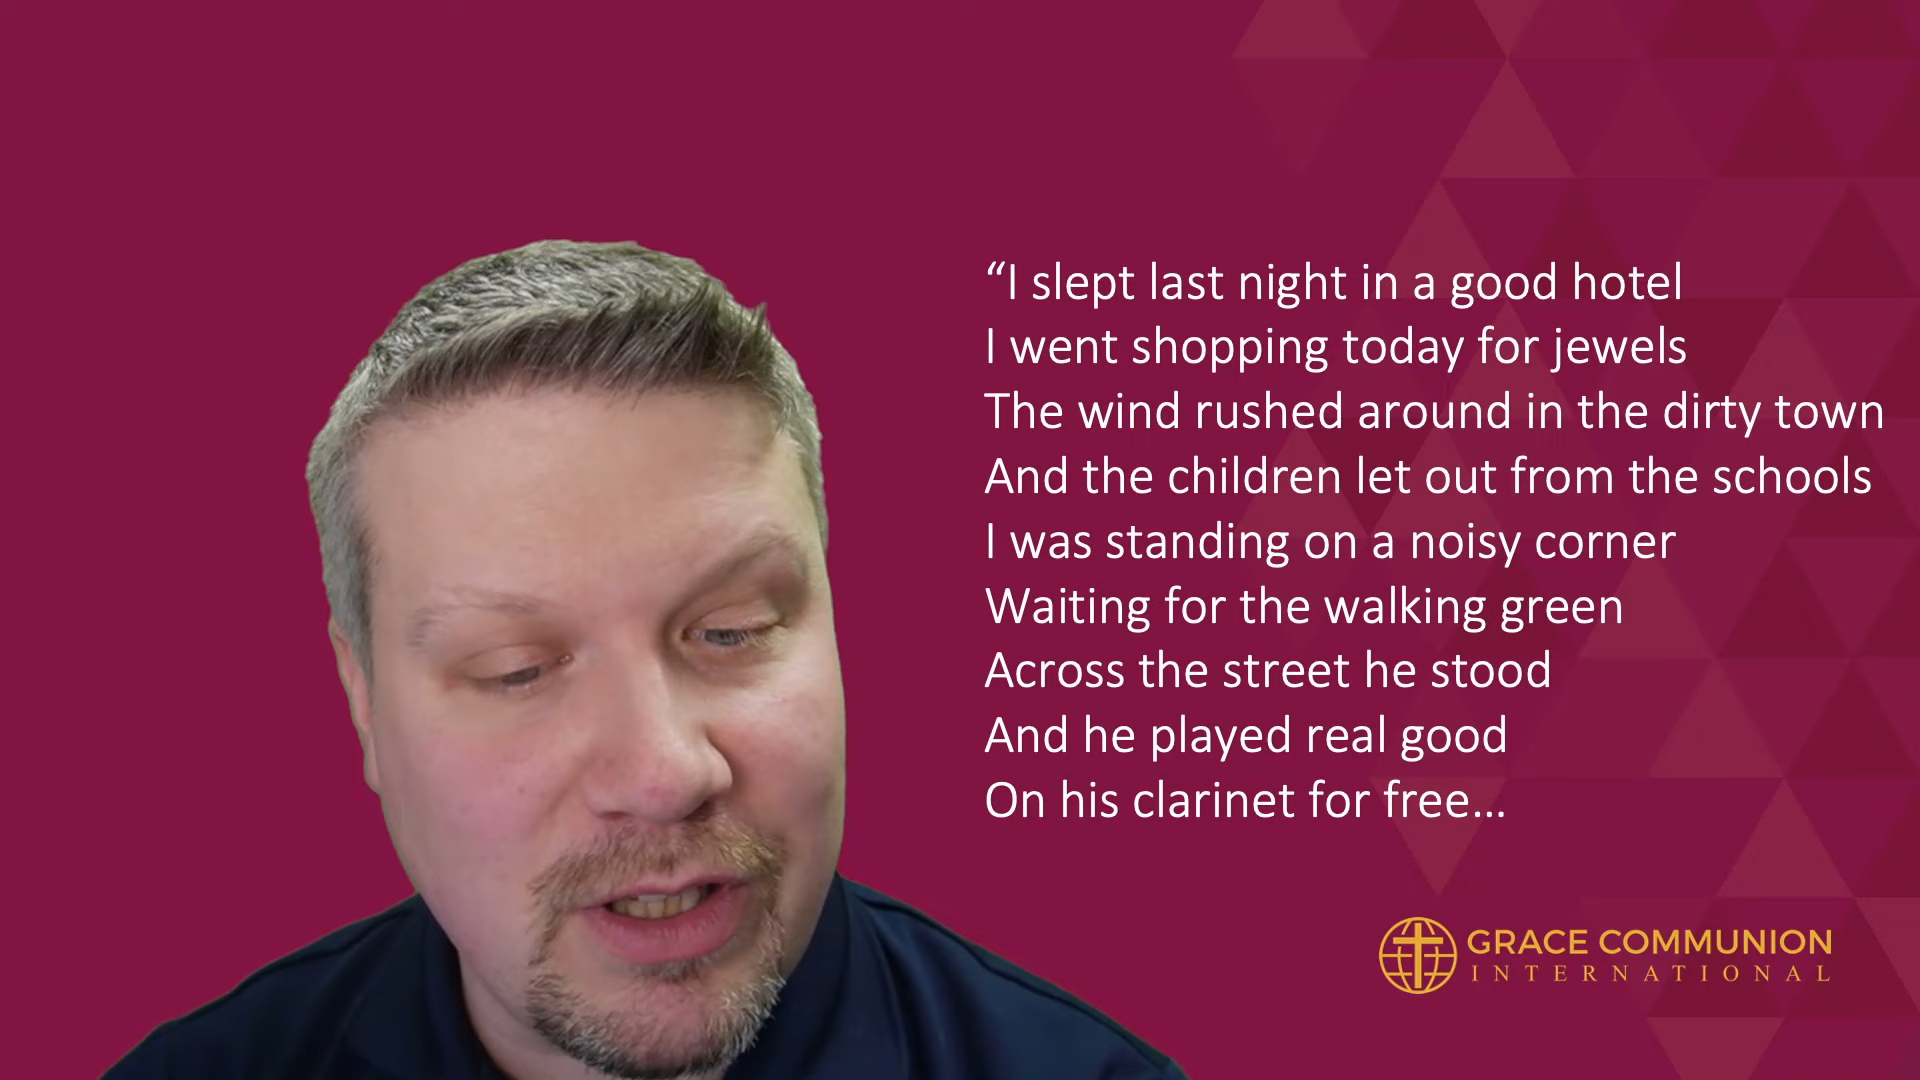 “I slept last night in a good hotel
I went shopping today for jewels
The wind rushed around in the dirty town
And the children let out from the schools
I was standing on a noisy corner
Waiting for the walking green
Across the street he stood
And he played real good
On his clarinet for free…
GRACE COMMUNION
INTERNATIONAL